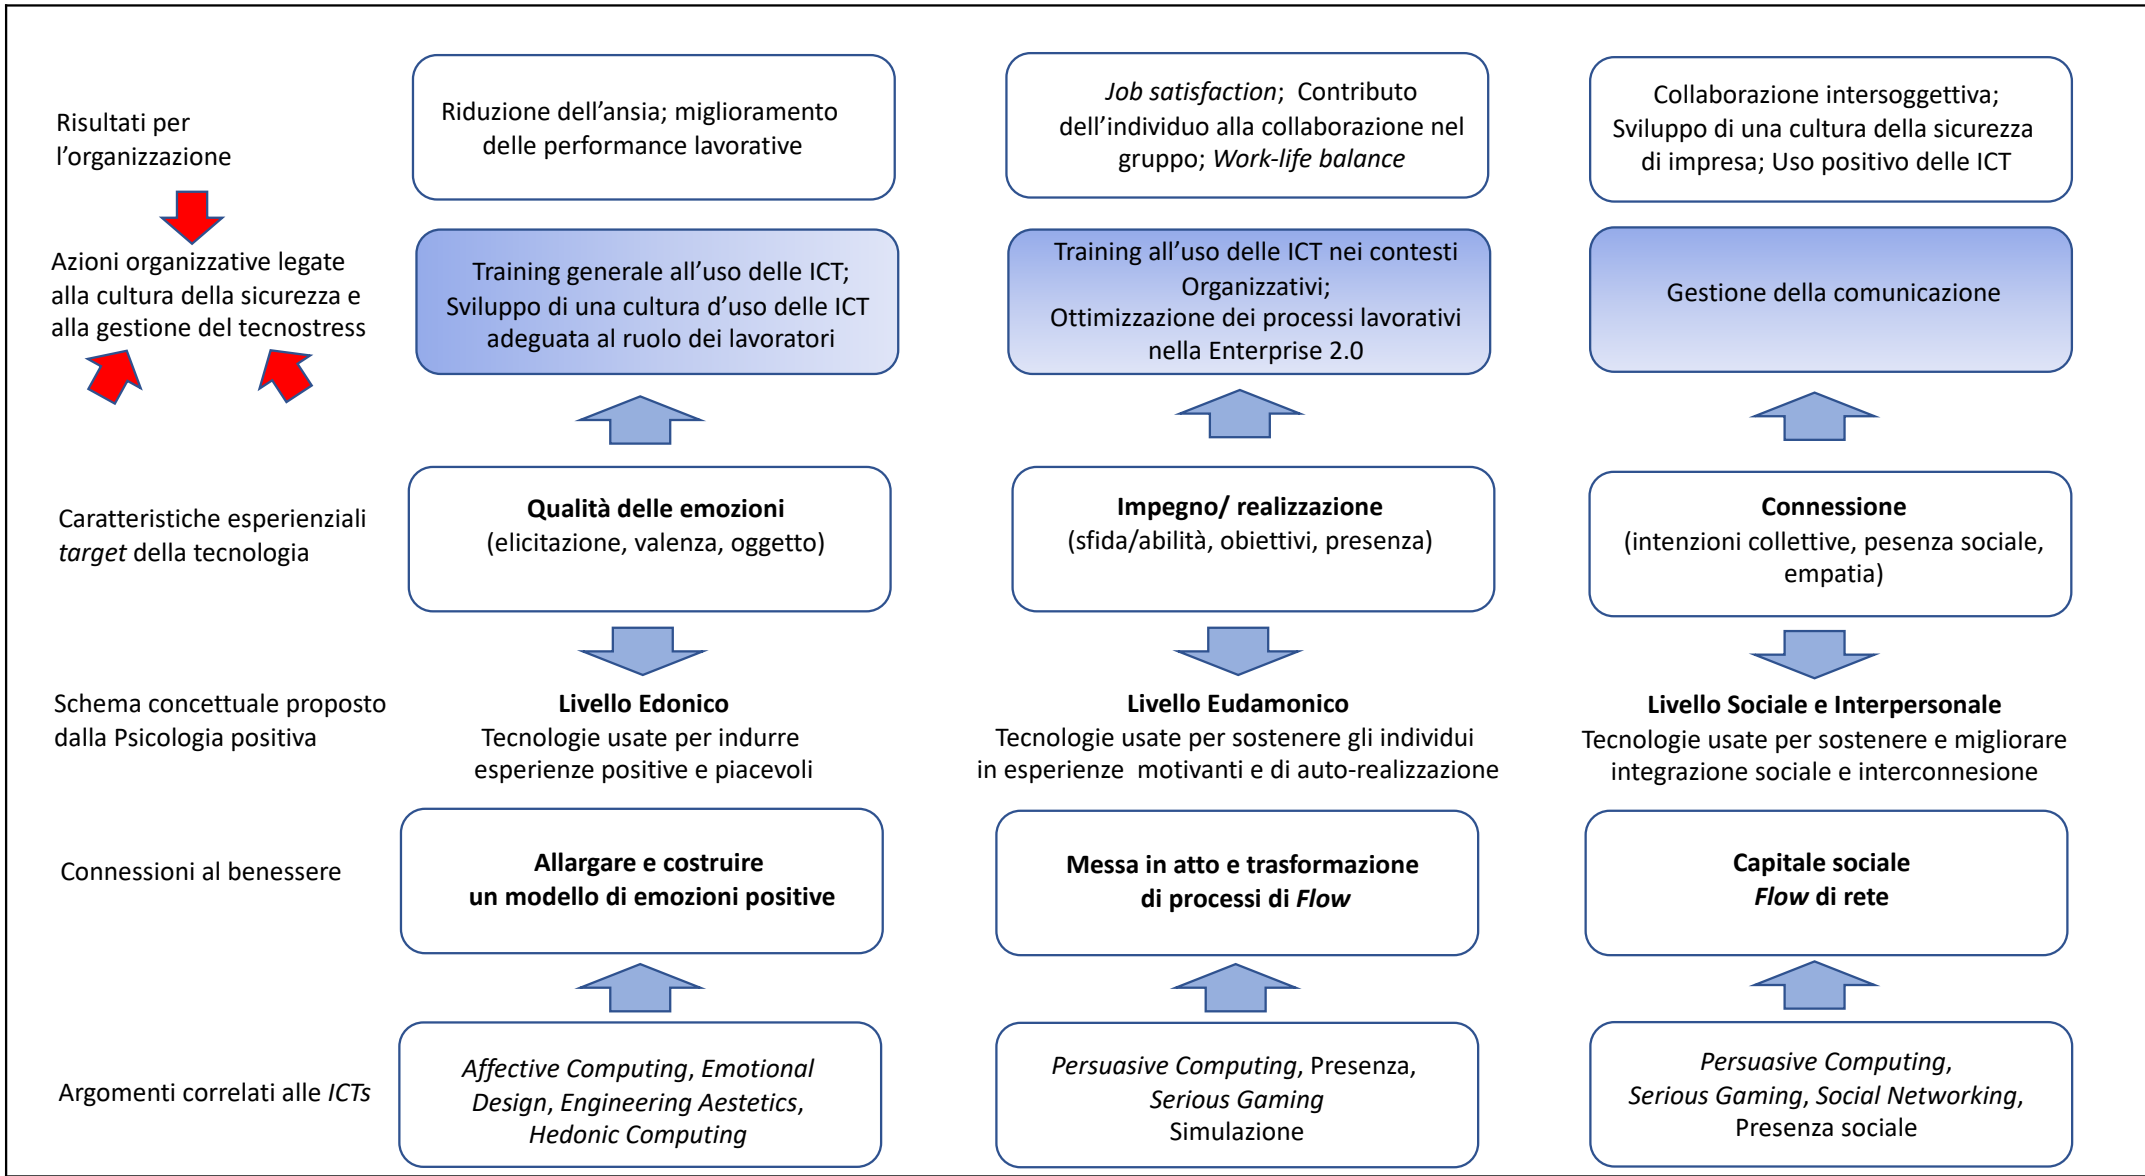 Risultati per
l'organizzazione
Riduzione dell'ansia; miglioramento
delle performance lavorative
Job satisfaction; Contributo
dell'individuo alla collaborazione nel
gruppo; Work-life balance
Collaborazione intersoggettiva;
Sviluppo di una cultura della sicurezza
di impresa; Uso positivo delle ICT
Azioni organizzative legate
alla cultura della sicurezza e
alla gestione del tecnostress
Training generale all'uso delle ICT;
Sviluppo di una cultura d'uso delle ICT
adeguata al ruolo dei lavoratori
Training all'uso delle ICT nei contesti
Organizzativi;
Ottimizzazione dei processi lavorativi
nella Enterprise 2.0
Gestione della comunicazione
Caratteristiche esperienziali
target della tecnologia
Qualità delle emozioni
(elicitazione, valenza, oggetto)
Impegno/ realizzazione
(sfida/abilità, obiettivi, presenza)
Connessione
(intenzioni collettive, pesenza sociale,
empatia)
Schema concettuale proposto
dalla Psicologia positiva
Livello Edonico
Tecnologie usate per indurre
esperienze positive e piacevoli
Livello Eudamonico
Tecnologie usate per sostenere gli individui
in esperienze motivanti e di auto-realizzazione
Livello Sociale e Interpersonale
Tecnologie usate per sostenere e migliorare
integrazione sociale e interconnesione
Connessioni al benessere
Allargare e costruire
un modello di emozioni positive
Messa in atto e trasformazione
di processi di Flow
Capitale sociale
Flow di rete
Argomenti correlati alle ICTs
Affective Computing, Emotional
Design, Engineering Aestetics,
Hedonic Computing
Persuasive Computing, Presenza,
Serious Gaming
Simulazione
Persuasive Computing,
Serious Gaming, Social Networking,
Presenza sociale